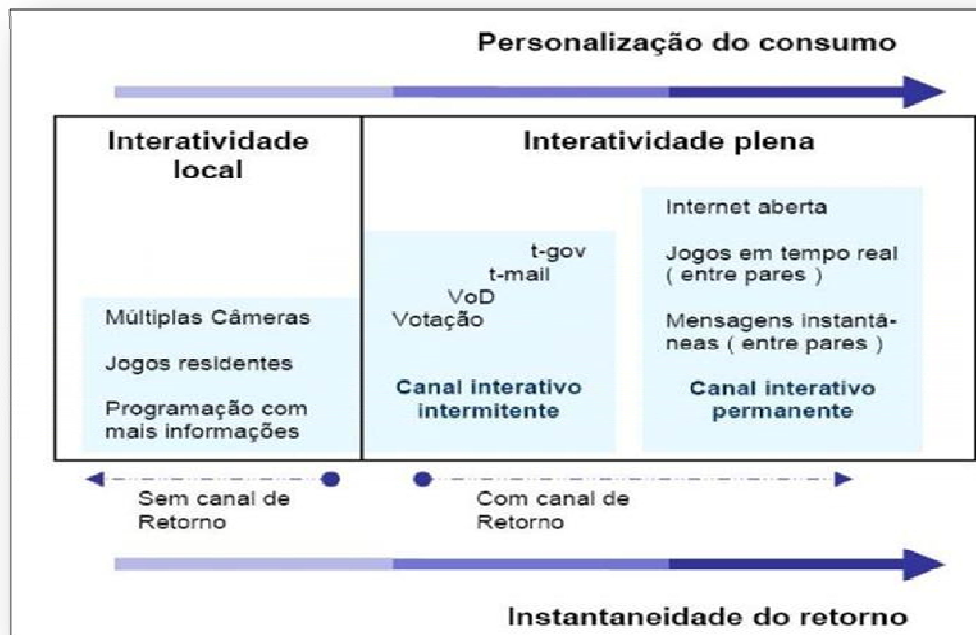 Personalização do consumo
Interatividade
local
Interatividade plena
Múltiplas Câmeras
Jogos residentes
Programação com
mais informações
t-gov
t-mail
VoD
Votação
Canal interativo
intermitente
Internet aberta
Jogos em tempo real
( entre pares )
Mensagens instantâ-
neas ( entre pares )
Canal interativo
permanente
Sem canal de
Retorno
Com canal de
Retorno
Instantaneidade do retorno